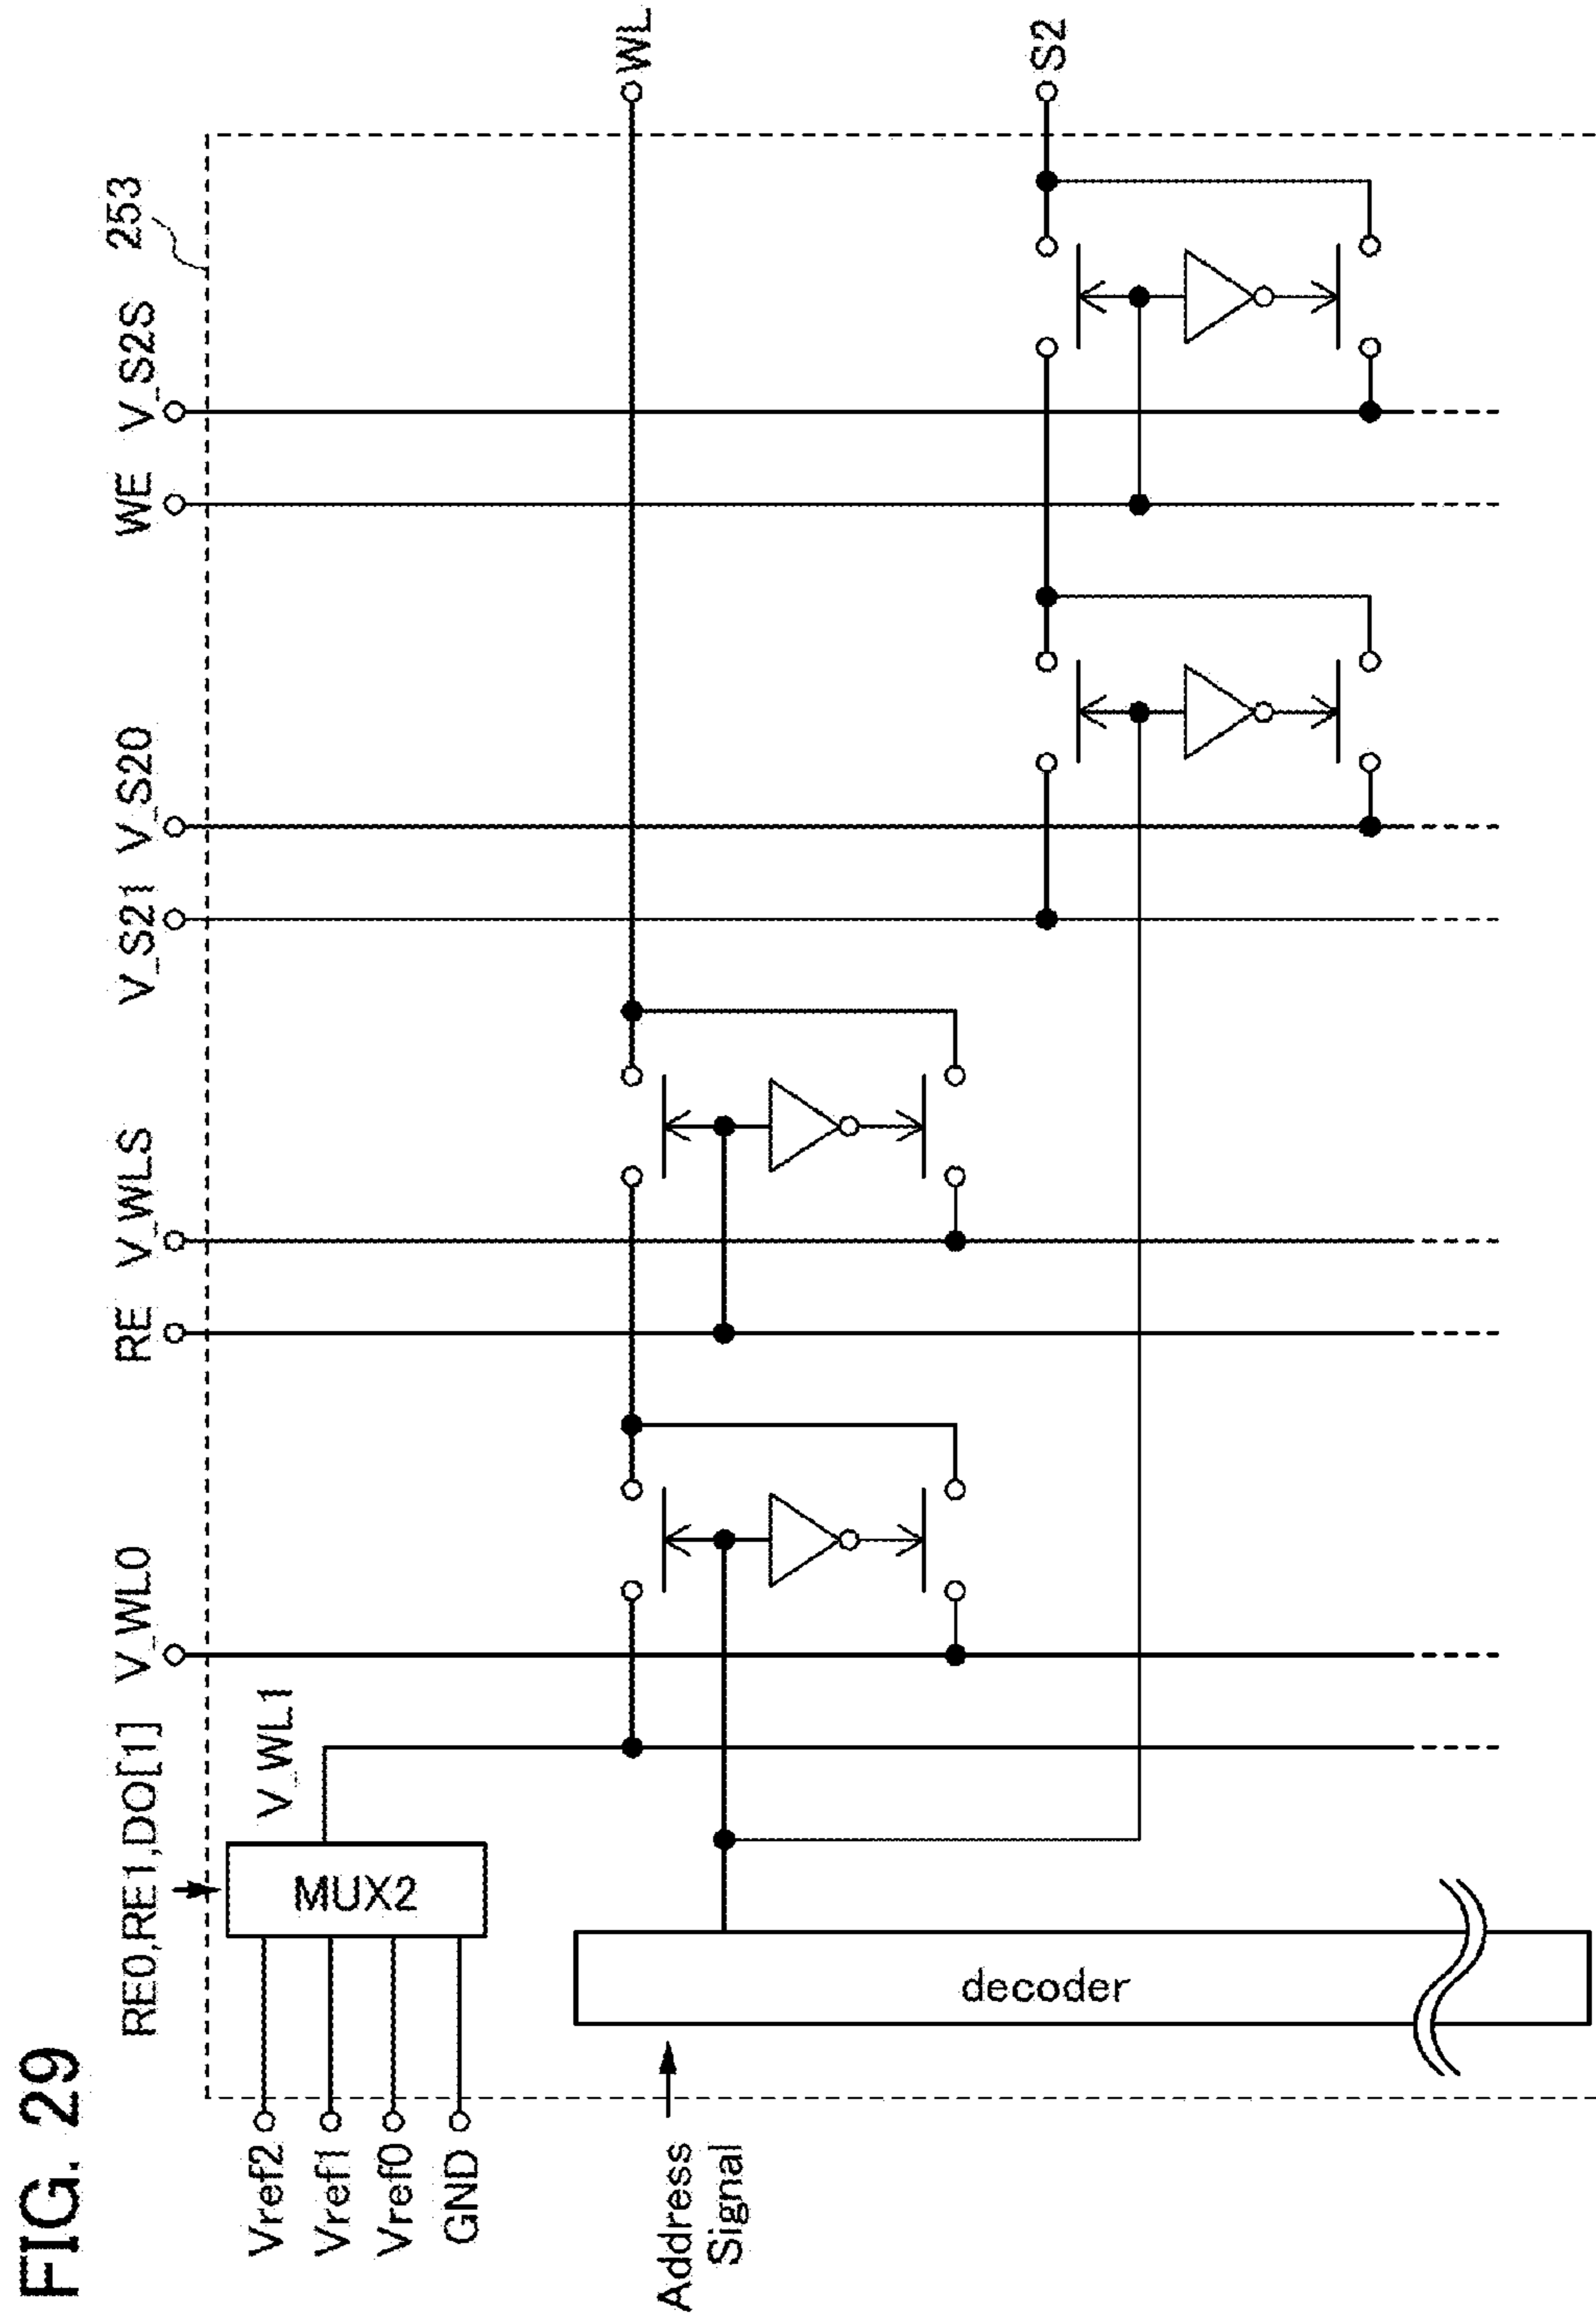 FIG. 29
RE0,RE1,DO[1]
V_WL0
RE
V_WLS
V_S21
V_S20
WE
V_S2S
253
Vref2
Vref1
Vref0
GND
MUX2
V_WL1
WL
S2
Address
Signal
decoder